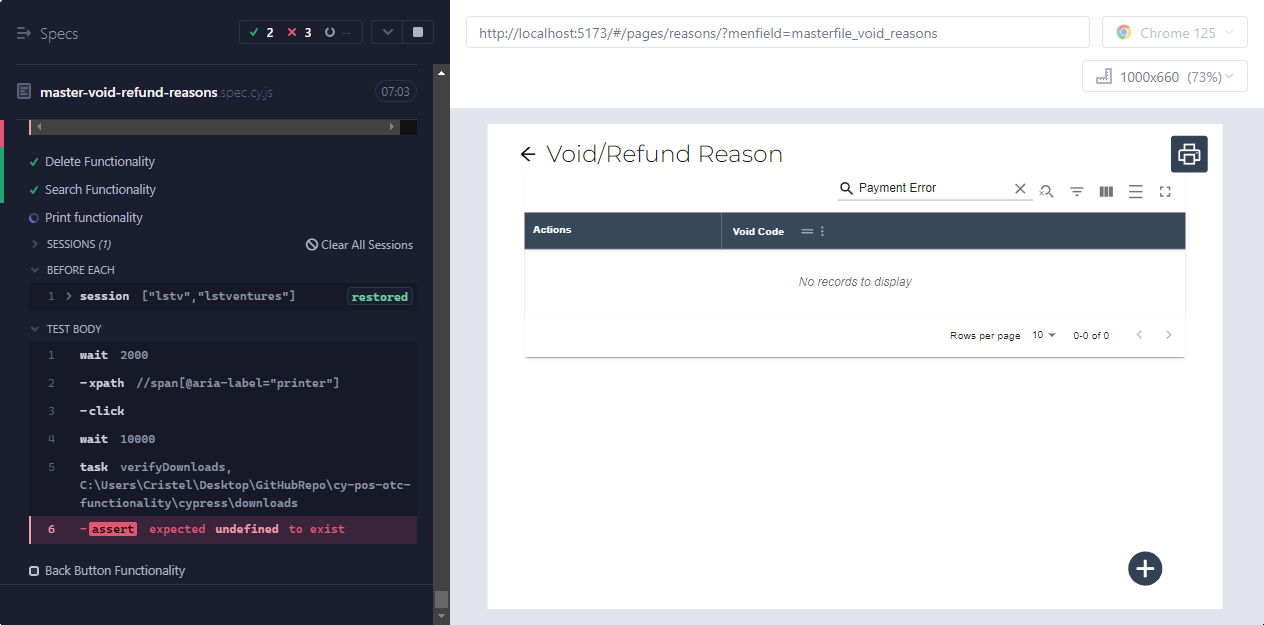 Specs
2 3 --
master-void-refund-reasons.spec.cy.js 07:03
Delete Functionality
Search Functionality
Print functionality
SESSIONS (1) Clear All Sessions
BEFORE EACH
1 session ["lstv","lstventures"] restored
TEST BODY
1 wait 2000
2 -xpath //span[@aria-label="printer"]
3 -click
4 wait 10000
5 task verifyDownloads,
C:\Users\Cristel\Desktop\GitHubRepo\cy-pos-otc-
functionality\cypress\downloads
6 -assert expected undefined to exist
Back Button Functionality
http://localhost:5173/#/pages/reasons/?menfield=masterfile_void_reasons
Chrome 125
1000x660 (73%)
Void/Refund Reason
Payment Error
Actions Void Code
No records to display
Rows per page 10 0-0 of 0